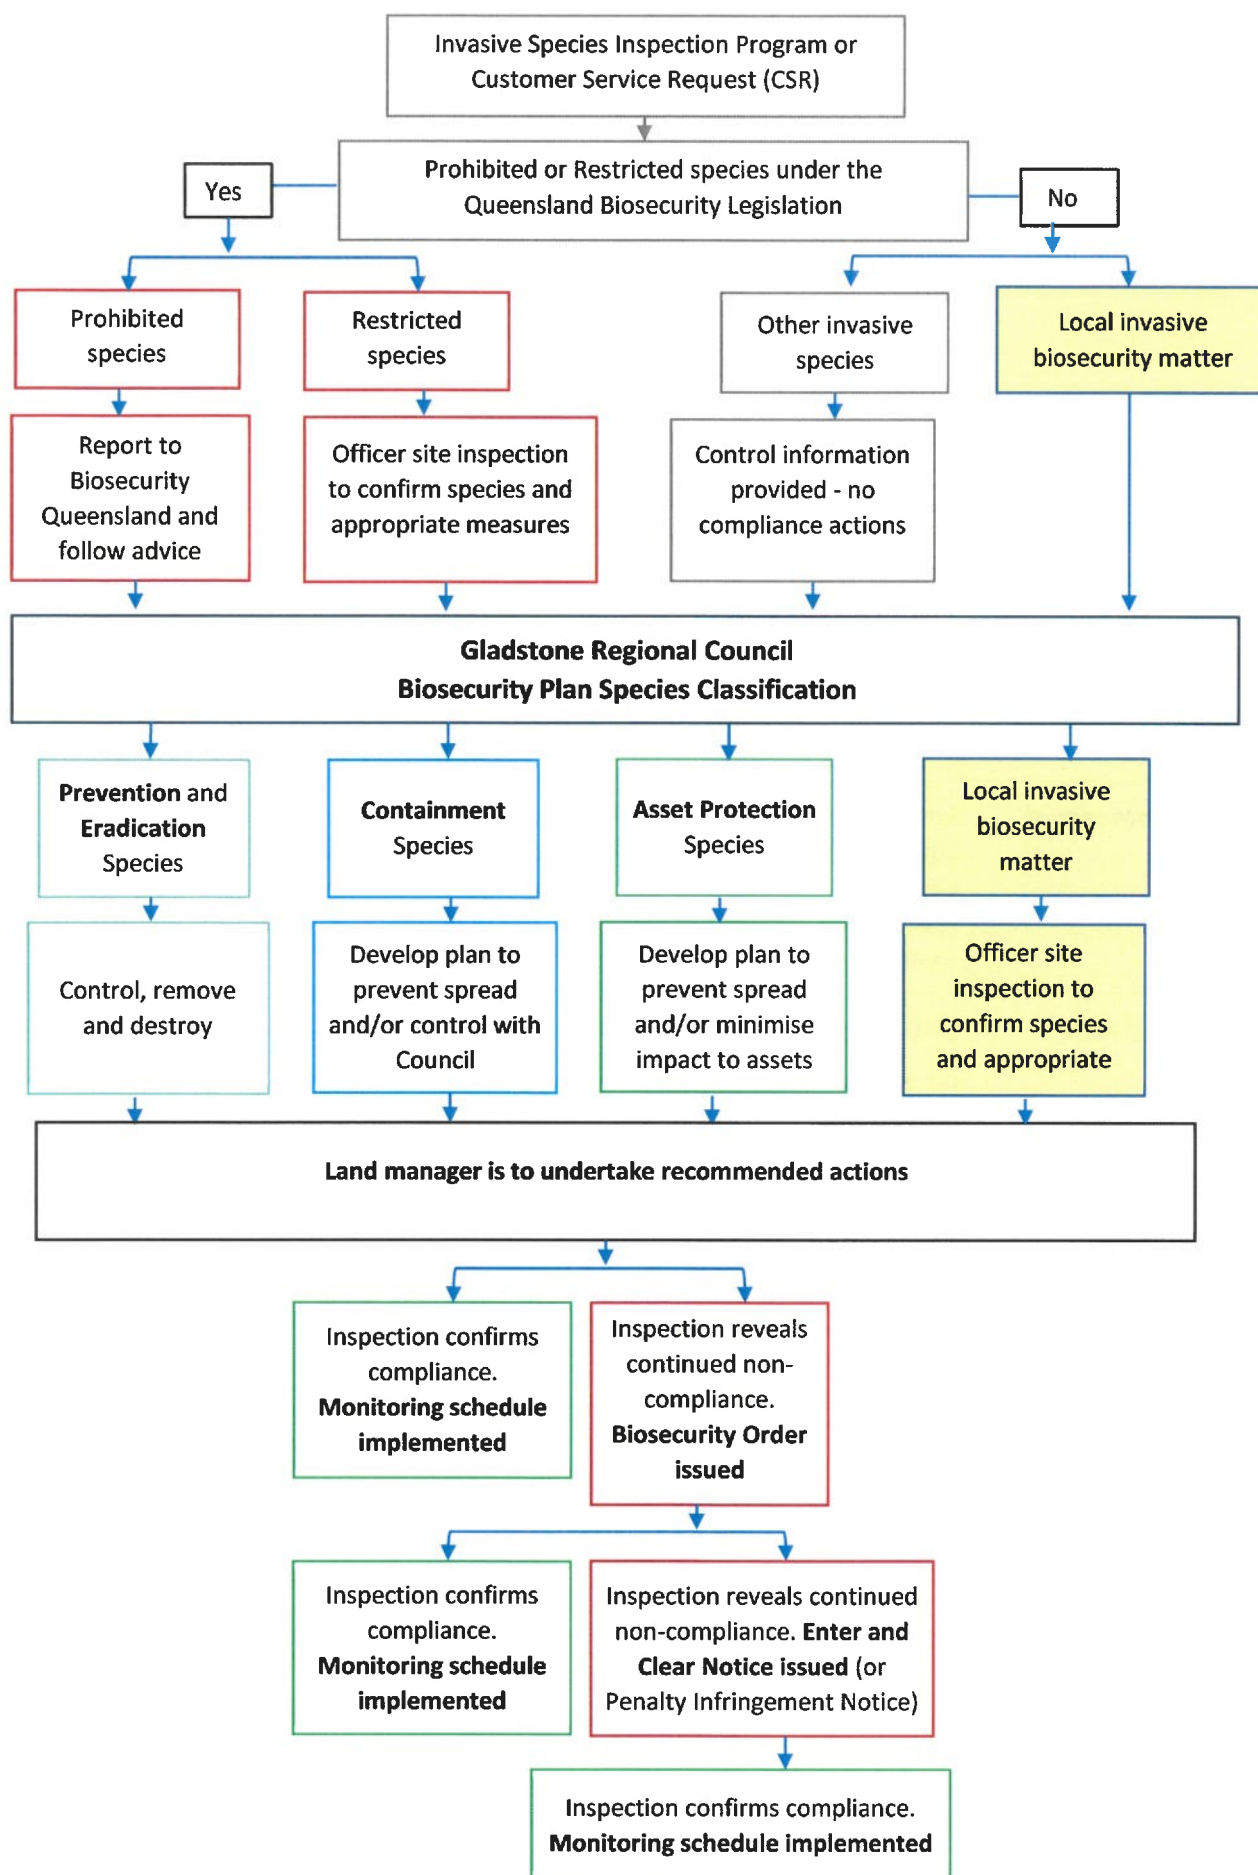 Invasive Species Inspection Program or
Customer Service Request (CSR)
Prohibited or Restricted species under the
Queensland Biosecurity Legislation
Yes
No
Prohibited
species
Restricted
species
Other invasive
species
Local invasive
biosecurity matter
Report to
Biosecurity
Queensland and
follow advice
Officer site inspection
to confirm species and
appropriate measures
Control information
provided - no
compliance actions
Gladstone Regional Council
Biosecurity Plan Species Classification
Prevention and
Eradication
Species
Containment
Species
Asset Protection
Species
Local invasive
biosecurity
matter
Control, remove
and destroy
Develop plan to
prevent spread
and/or control with
Council
Develop plan to
prevent spread
and/or minimise
impact to assets
Officer site
inspection to
confirm species
and appropriate
Land manager is to undertake recommended actions
Inspection confirms
compliance.
Monitoring schedule
implemented
Inspection reveals
continued non-
compliance.
Biosecurity Order
issued
Inspection confirms
compliance.
Monitoring schedule
implemented
Inspection reveals continued
non-compliance. Enter and
Clear Notice issued (or
Penalty Infringement Notice)
Inspection confirms compliance.
Monitoring schedule implemented